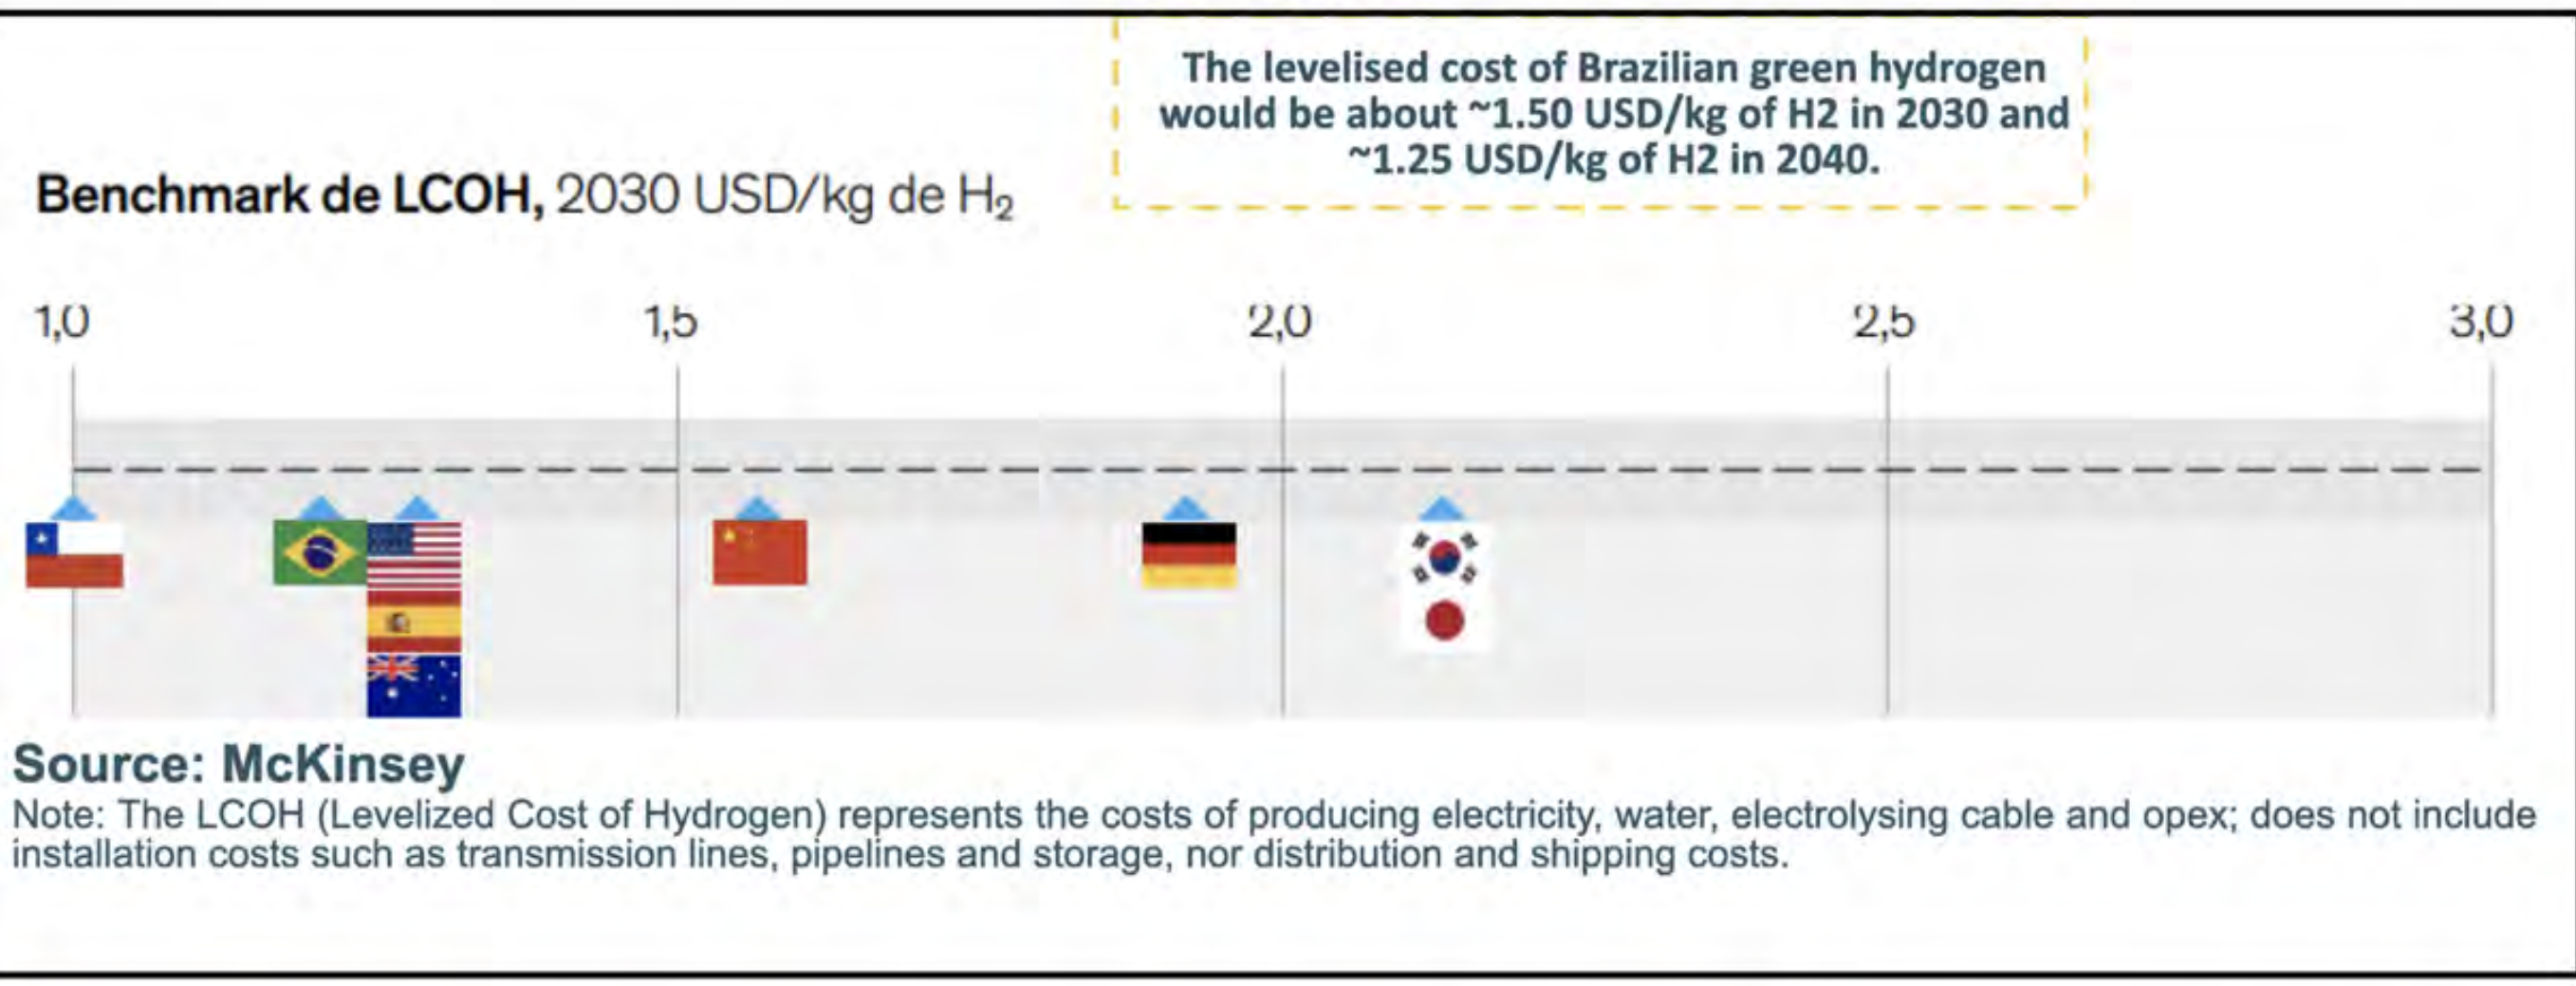 The levelised cost of Brazilian green hydrogen
would be about ~1.50 USD/kg of H2 in 2030 and
~1.25 USD/kg of H2 in 2040.
Benchmark de LCOH, 2030 USD/kg de H₂
1,0 1,5 2,0 2,5 3,0
Source: McKinsey
Note: The LCOH (Levelized Cost of Hydrogen) represents the costs of producing electricity, water, electrolysing cable and opex; does not include
installation costs such as transmission lines, pipelines and storage, nor distribution and shipping costs.